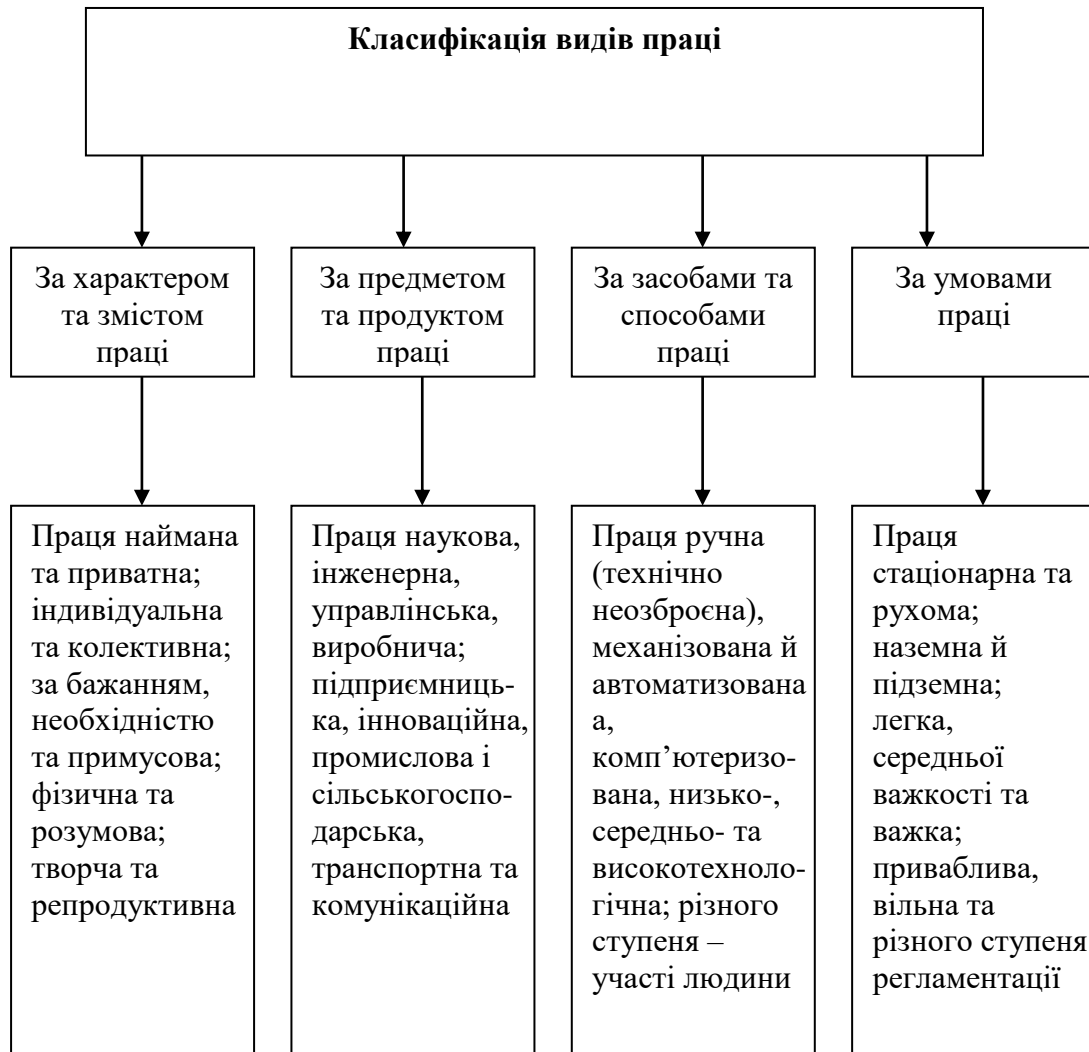 Класифікація видів праці
За характером
та змістом
праці
За предметом
та продуктом
праці
За засобами та
способами
праці
За умовами
праці
Праця наймана
та приватна;
індивідуальна
та колективна;
за бажанням,
необхідністю
та примусова;
фізична та
розумова;
творча та
репродуктивна
Праця наукова,
інженерна,
управлінська,
виробнича;
підприємниць-
ка, інноваційна,
промислова і
сільськогоспо-
дарська,
транспортна та
комунікаційна
Праця ручна
(технічно
неозброєна),
механізована й
автоматизована
а,
комп’ютеризо-
вана, низько-,
середньо- та
високотехноло-
гічна; різного
ступеня –
участі людини
Праця
стаціонарна та
рухома;
наземна й
підземна;
легка,
середньої
важкості та
важка;
приваблива,
вільна та
різного ступеня
регламентації